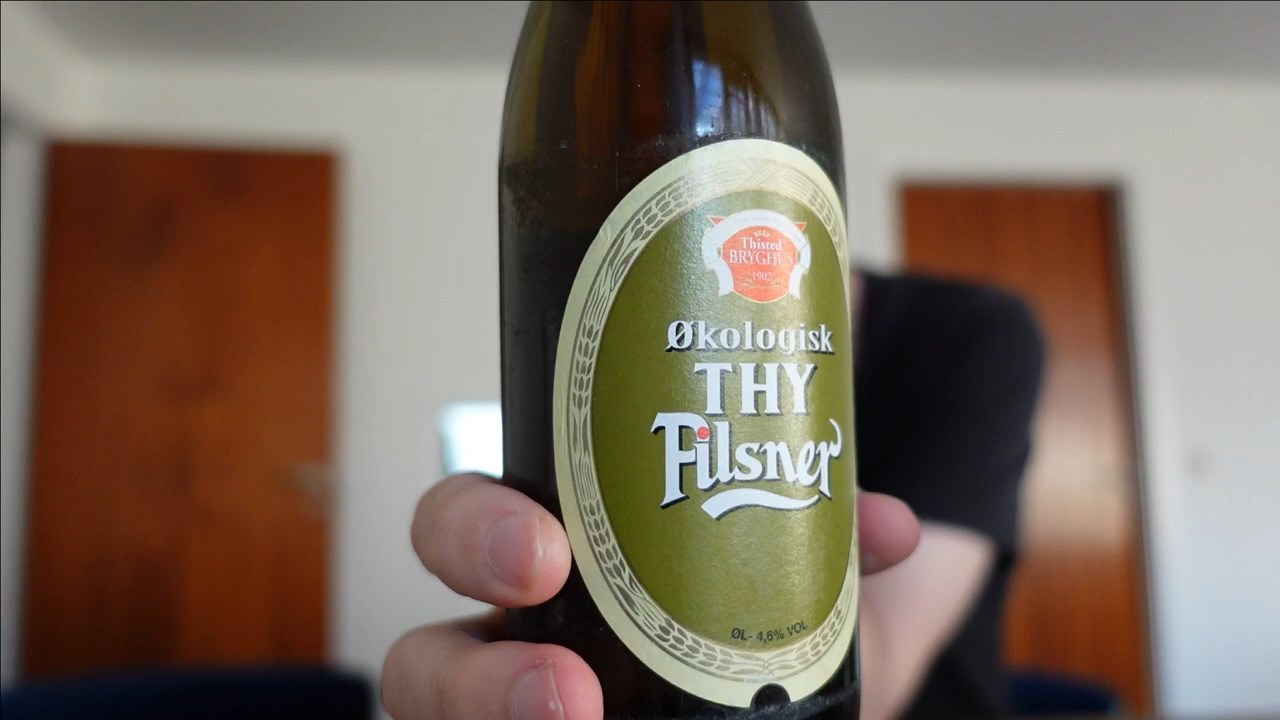 Thisted
BRYGHUS
1902
Økologisk
THY
Pilsner
ØL- 4,6% VOL